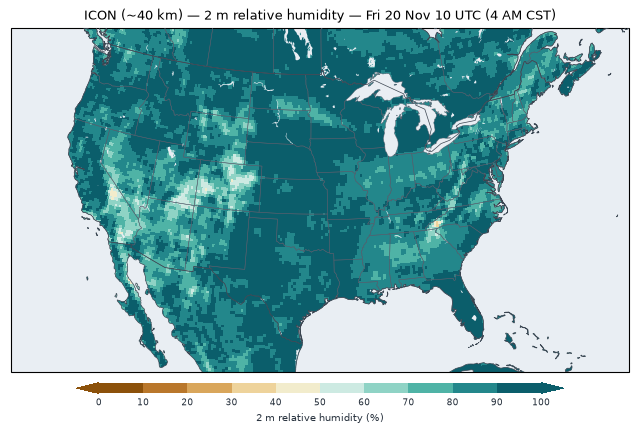 ICON (~40 km) — 2 m relative humidity — Fri 20 Nov 10 UTC (4 AM CST)
0 10 20 30 40 50 60 70 80 90 100
2 m relative humidity (%)